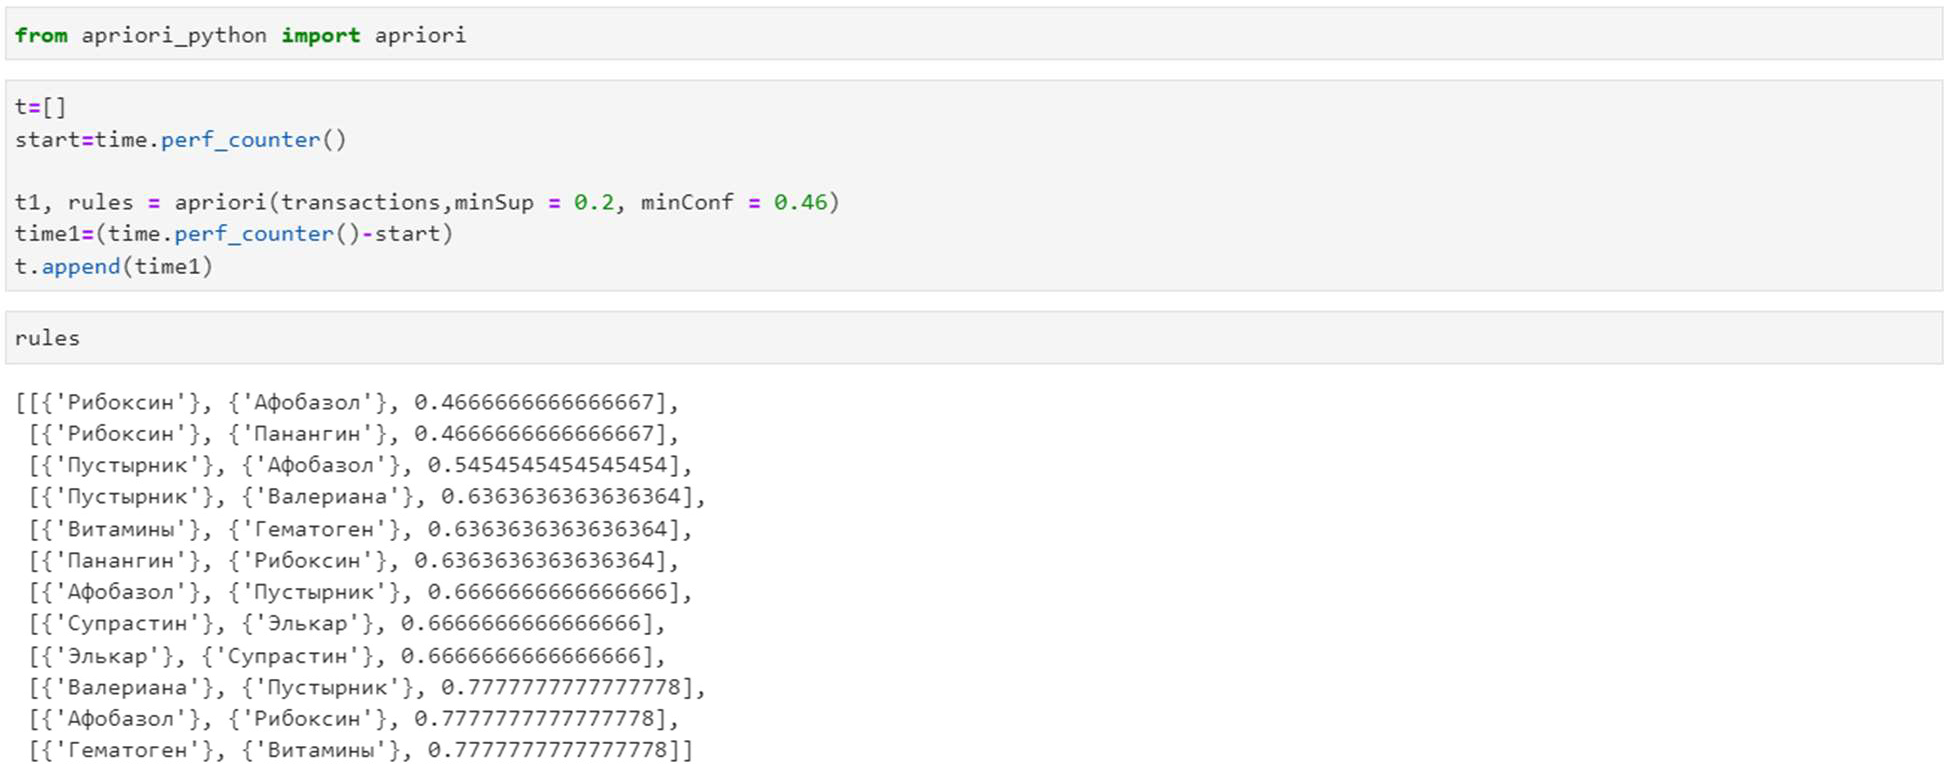 from apriori_python import apriori
t=[]
start=time.perf_counter()
t1, rules = apriori(transactions,minSup = 0.2, minConf = 0.46)
time1=(time.perf_counter()-start)
t.append(time1)
rules
[[{'Рибоксин'}, {'Афобазол'}, 0.4666666666666667],
[{'Рибоксин'}, {'Панангин'}, 0.4666666666666667],
[{'Пустырник'}, {'Афобазол'}, 0.5454545454545454],
[{'Пустырник'}, {'Валериана'}, 0.6363636363636364],
[{'Витамины'}, {'Гематоген'}, 0.6363636363636364],
[{'Панангин'}, {'Рибоксин'}, 0.6363636363636364],
[{'Афобазол'}, {'Пустырник'}, 0.6666666666666666],
[{'Супрастин'}, {'Элькар'}, 0.6666666666666666],
[{'Элькар'}, {'Супрастин'}, 0.6666666666666666],
[{'Валериана'}, {'Пустырник'}, 0.7777777777777778],
[{'Афобазол'}, {'Рибоксин'}, 0.7777777777777778],
[{'Гематоген'}, {'Витамины'}, 0.7777777777777778]]